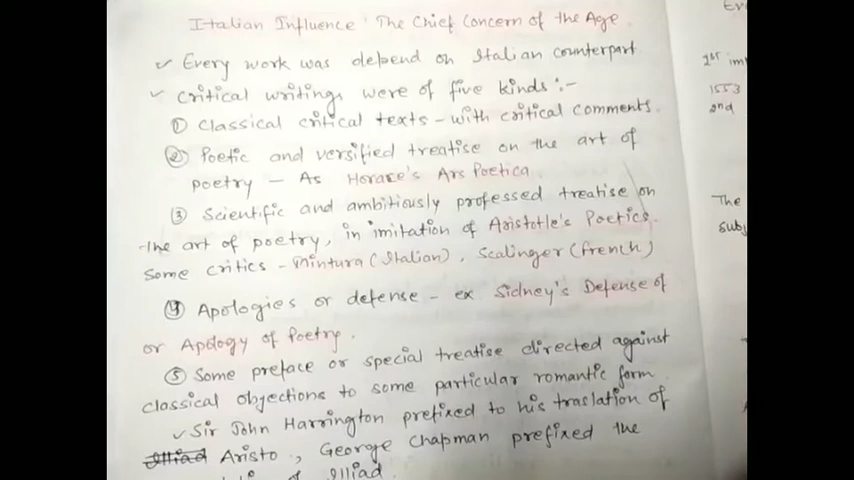 Italian Influence : The Chief Concern of the Age
✓ Every work was depend on Italian counterpart
✓ Critical writings were of five kinds :-
① Classical critical texts - with critical comments.
② Poetic and versified treatise on the art of
poetry - As Horace's Ars Poetica.
③ Scientific and ambitiously professed treatise on
the art of poetry, in imitation of Aristotle's Poetics.
Some critics - Mintura (Italian), Scalinger (French)
④ Apologies or defense - ex Sidney's Defense of
or Apology of Poetry.
⑤ Some preface or special treatise directed against
classical objections to some particular romantic form.
✓ Sir John Harrington prefixed to his traslation of
Illiad Aristo, George Chapman prefixed the
of Illiad.
Ev
1st im
1553
2nd
The
subj